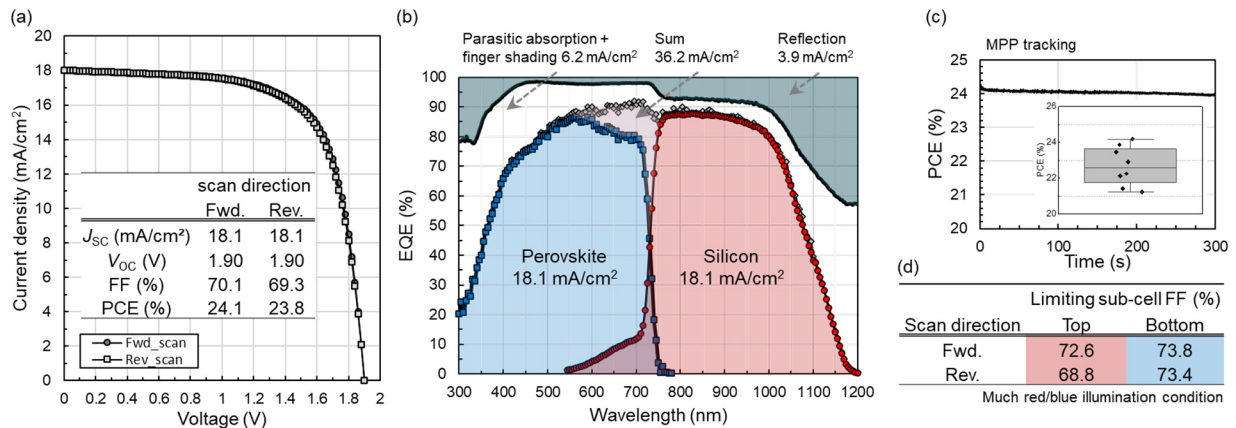 (a)
Current density (mA/cm²)
20
18
16
14
12
10
8
6
4
2
0
0 0.2 0.4 0.6 0.8 1 1.2 1.4 1.6 1.8 2
Voltage (V)
scan direction
Fwd. Rev.
JSC (mA/cm²) 18.1 18.1
VOC (V) 1.90 1.90
FF (%) 70.1 69.3
PCE (%) 24.1 23.8
Fwd_scan
Rev_scan
(b)
Parasitic absorption +
finger shading 6.2 mA/cm²
Sum
36.2 mA/cm²
Reflection
3.9 mA/cm²
EQE (%)
100
90
80
70
60
50
40
30
20
10
0
Perovskite
18.1 mA/cm²
Silicon
18.1 mA/cm²
300 400 500 600 700 800 900 1000 1100 1200
Wavelength (nm)
(c)
MPP tracking
PCE (%)
25
24
23
22
21
20
PCE (%)
26
24
22
20
0 100 200 300
Time (s)
(d)
Limiting sub-cell FF (%)
Scan direction Top Bottom
Fwd. 72.6 73.8
Rev. 68.8 73.4
Much red/blue illumination condition